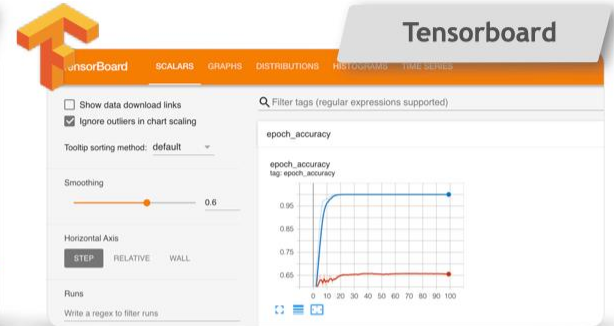 Tensorboard
TensorBoard SCALARS GRAPHS DISTRIBUTIONS HISTOGRAMS TIME SERIES
Show data download links
Ignore outliers in chart scaling
Tooltip sorting method: default
Smoothing
0.6
Horizontal Axis
STEP RELATIVE WALL
Runs
Write a regex to filter runs
Filter tags (regular expressions supported)
epoch_accuracy
epoch_accuracy
tag: epoch_accuracy
0.95
0.85
0.75
0.65
0 10 20 30 40 50 60 70 80 90 100